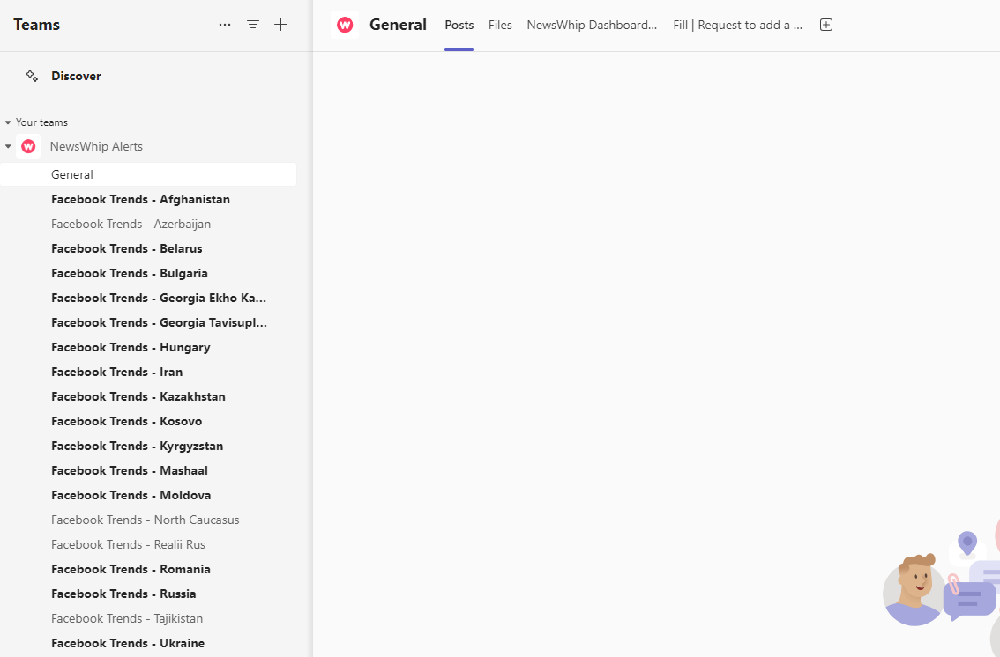 Teams
Discover
Your teams
NewsWhip Alerts
General
Facebook Trends - Afghanistan
Facebook Trends - Azerbaijan
Facebook Trends - Belarus
Facebook Trends - Bulgaria
Facebook Trends - Georgia Ekho Ka...
Facebook Trends - Georgia Tavisupl...
Facebook Trends - Hungary
Facebook Trends - Iran
Facebook Trends - Kazakhstan
Facebook Trends - Kosovo
Facebook Trends - Kyrgyzstan
Facebook Trends - Mashaal
Facebook Trends - Moldova
Facebook Trends - North Caucasus
Facebook Trends - Realii Rus
Facebook Trends - Romania
Facebook Trends - Russia
Facebook Trends - Tajikistan
Facebook Trends - Ukraine
General Posts Files NewsWhip Dashboard... Fill | Request to add a ...